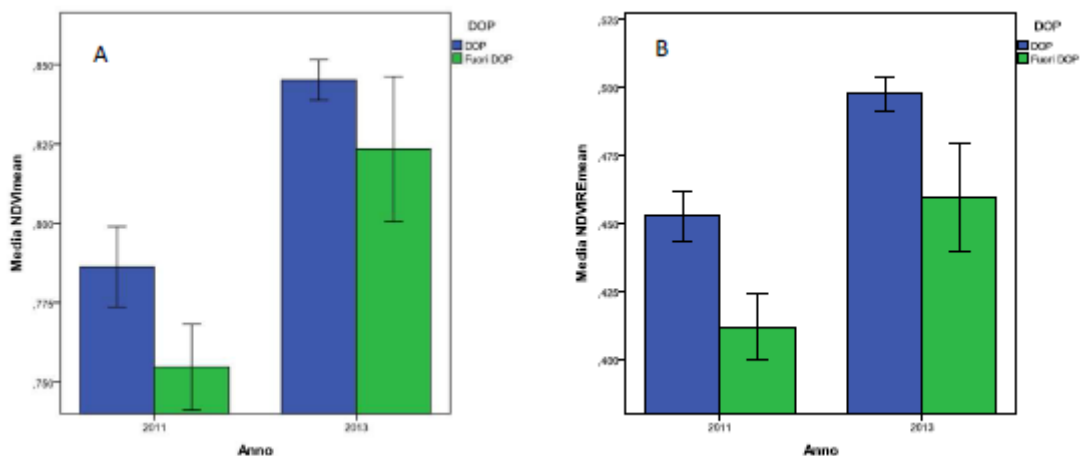 A
DOP
DOP
Fuori DOP
Media NDVImean
,850
,825
,800
,775
,750
2011
2013
Anno
B
DOP
DOP
Fuori DOP
Media NDVIREmean
,525
,500
,475
,450
,425
,400
2011
2013
Anno